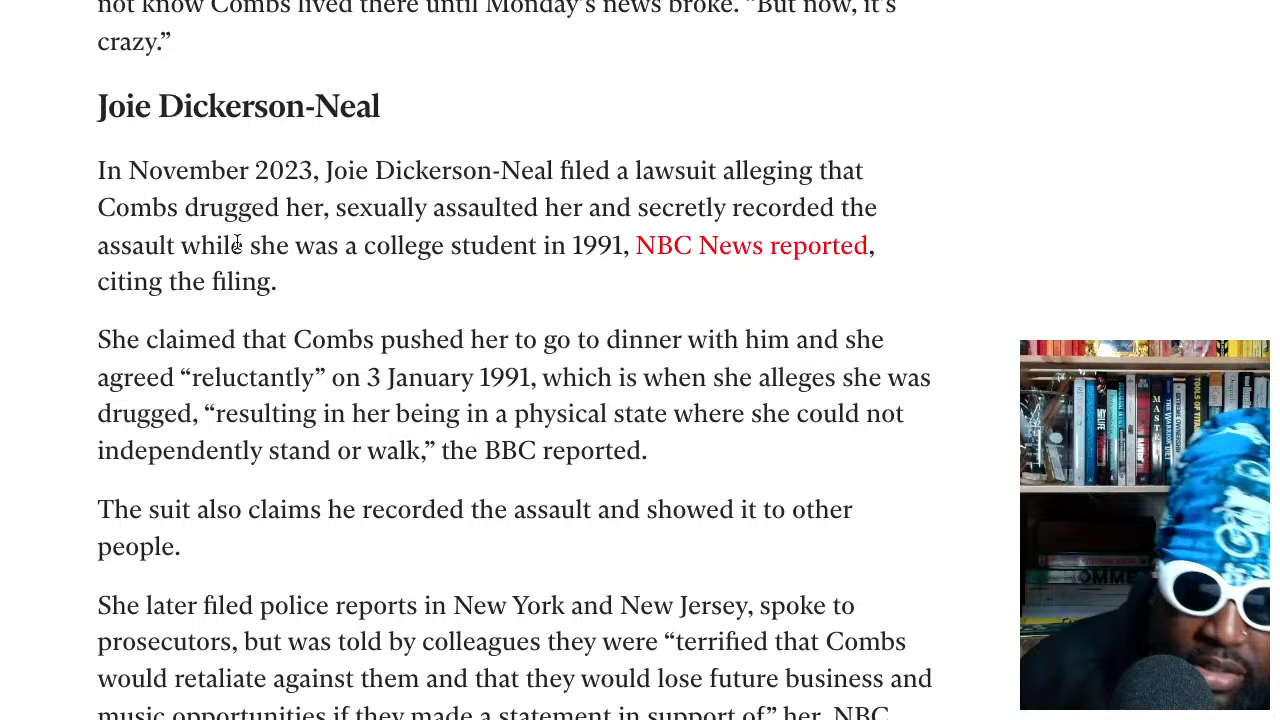 not know Combs lived there until Monday’s news broke. “But now, it’s
crazy.”
Joie Dickerson-Neal
In November 2023, Joie Dickerson-Neal filed a lawsuit alleging that
Combs drugged her, sexually assaulted her and secretly recorded the
assault while she was a college student in 1991, NBC News reported,
citing the filing.
She claimed that Combs pushed her to go to dinner with him and she
agreed “reluctantly” on 3 January 1991, which is when she alleges she was
drugged, “resulting in her being in a physical state where she could not
independently stand or walk,” the BBC reported.
The suit also claims he recorded the assault and showed it to other
people.
She later filed police reports in New York and New Jersey, spoke to
prosecutors, but was told by colleagues they were “terrified that Combs
would retaliate against them and that they would lose future business and
music opportunities if they made a statement in support of” her, NBC
TOOLS OF TITANS
THE WARRIOR DIET